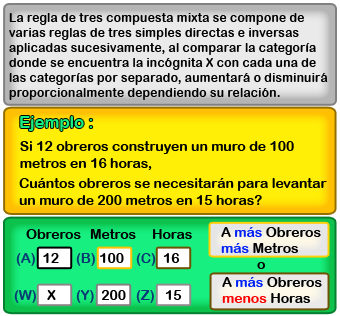 La regla de tres compuesta mixta se compone de
varias reglas de tres simples directas e inversas
aplicadas sucesivamente, al comparar la categoría
donde se encuentra la incógnita X con cada una de
las categorías por separado, aumentará o disminuirá
proporcionalmente dependiendo su relación.
Ejemplo :
Si 12 obreros construyen un muro de 100
metros en 16 horas,
Cuántos obreros se necesitarán para levantar
un muro de 200 metros en 15 horas?
Obreros Metros Horas
(A) 12 (B) 100 (C) 16
(W) X (Y) 200 (Z) 15
A más Obreros
más Metros
o
A más Obreros
menos Horas